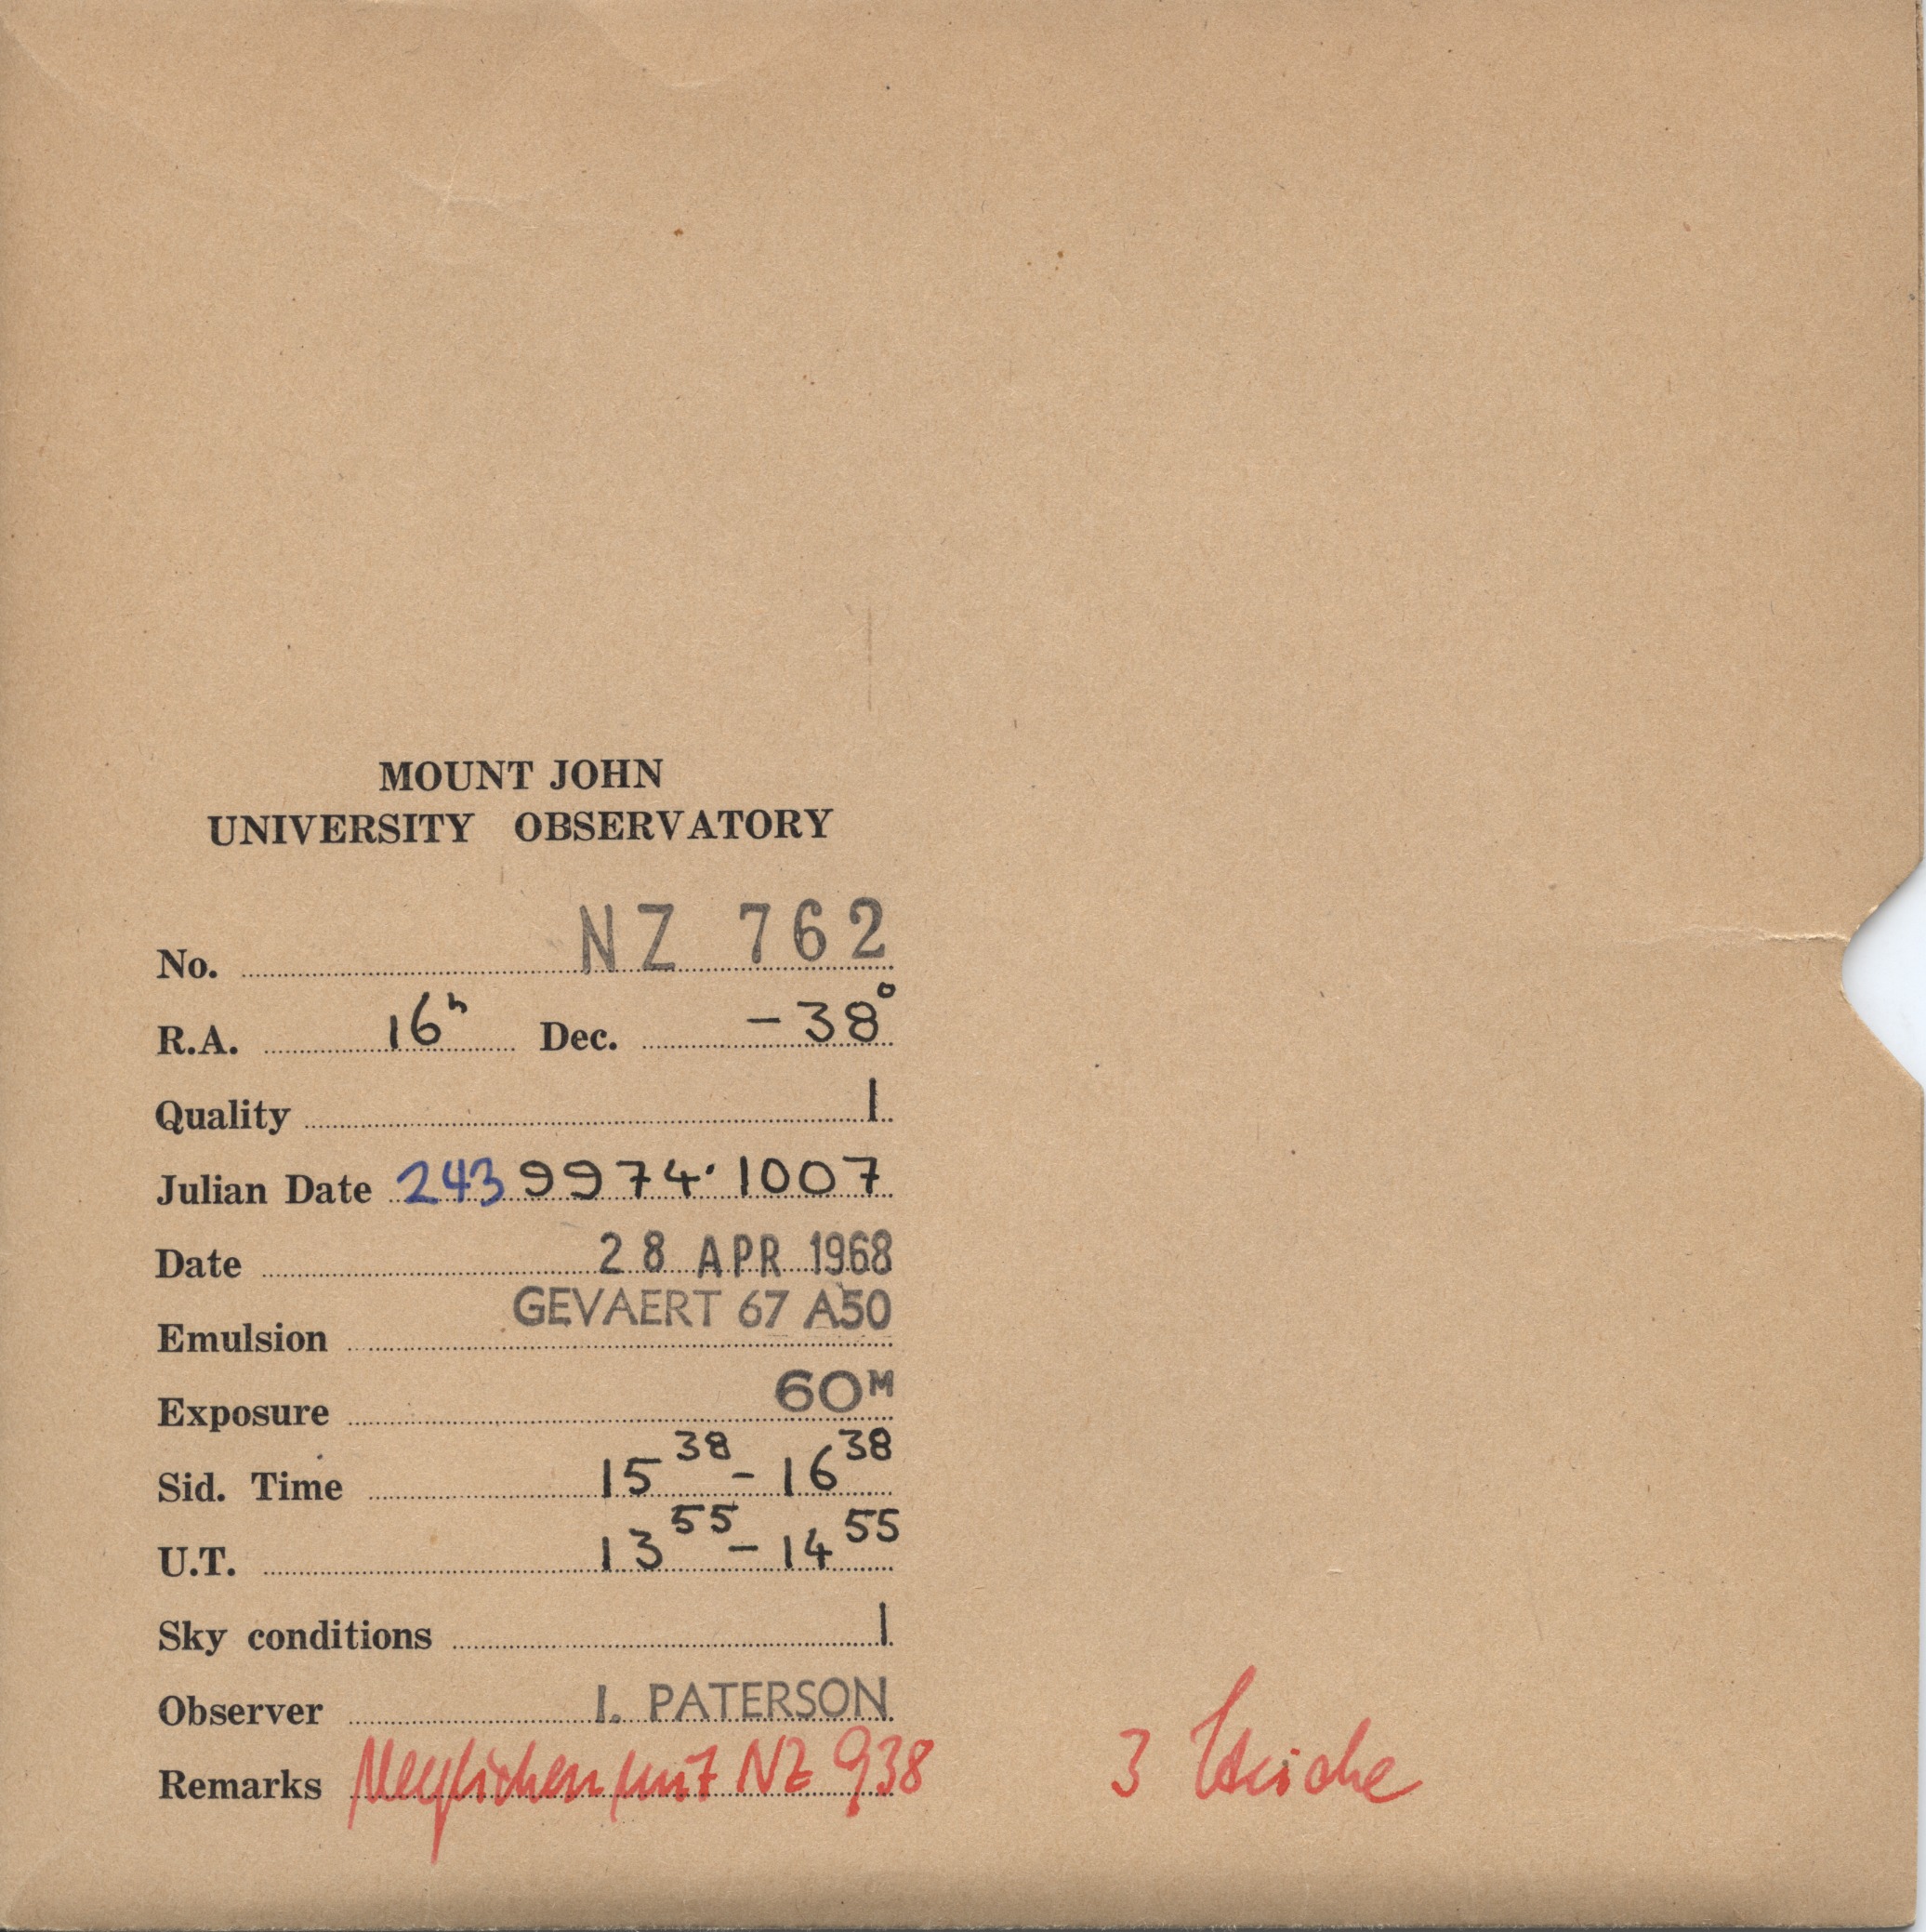 MOUNT JOHN
UNIVERSITY OBSERVATORY
No. NZ 762
R.A. 16h Dec. -38°
Quality 1
Julian Date 2439974.1007
Date 28 APR 1968
Emulsion GEVAERT 67 A50
Exposure 60M
Sid. Time 15 38 - 16 38
U.T. 13 55 - 14 55
Sky conditions 1
Observer I. PATERSON
Remarks mit NZ 938 3